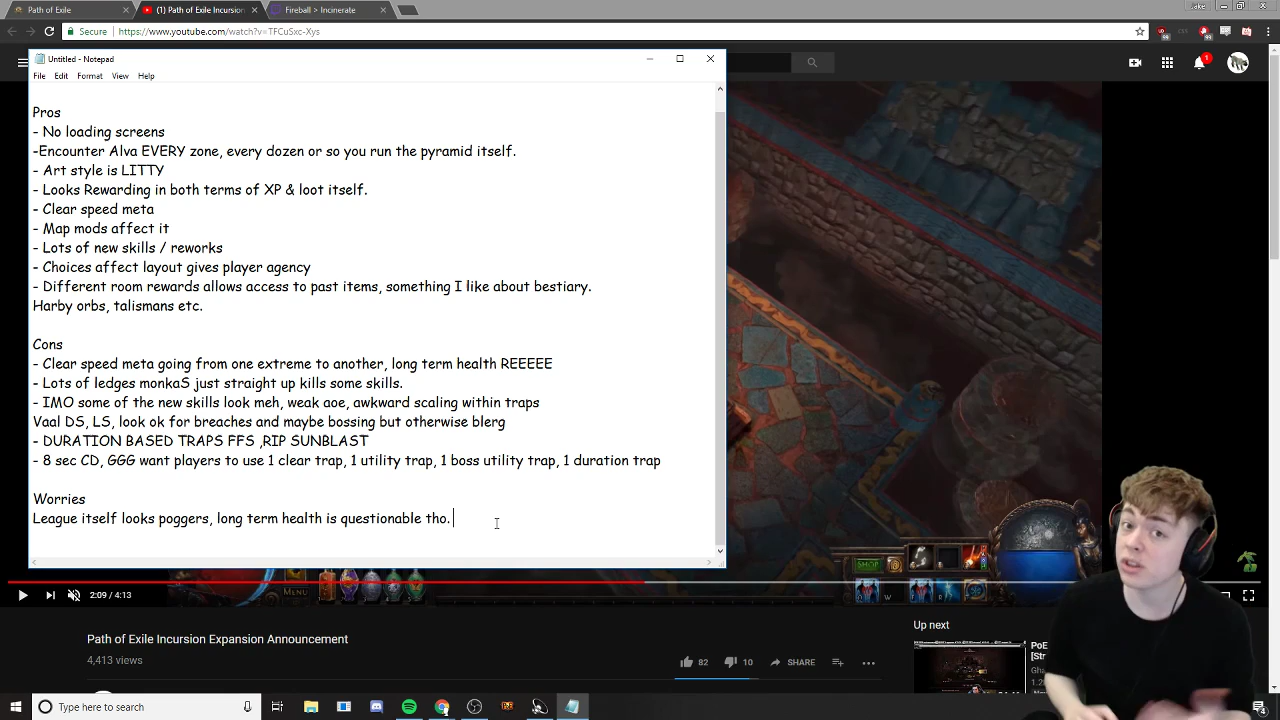 Path of Exile
(1) Path of Exile Incursion
Fireball > Incinerate
Jake
Secure
https://www.youtube.com/watch?v=TFCuSxc-Xys
Untitled - Notepad
File Edit Format View Help
Pros
- No loading screens
-Encounter Alva EVERY zone, every dozen or so you run the pyramid itself.
- Art style is LITTY
- Looks Rewarding in both terms of XP & loot itself.
- Clear speed meta
- Map mods affect it
- Lots of new skills / reworks
- Choices affect layout gives player agency
- Different room rewards allows access to past items, something I like about bestiary.
Harby orbs, talismans etc.
Cons
- Clear speed meta going from one extreme to another, long term health REEEEE
- Lots of ledges monkaS just straight up kills some skills.
- IMO some of the new skills look meh, weak aoe, awkward scaling within traps
Vaal DS, LS, look ok for breaches and maybe bossing but otherwise blerg
- DURATION BASED TRAPS FFS ,RIP SUNBLAST
- 8 sec CD, GGG want players to use 1 clear trap, 1 utility trap, 1 boss utility trap, 1 duration trap
Worries
League itself looks poggers, long term health is questionable tho.
SHOP
MENU
W
2:09 / 4:13
Path of Exile Incursion Expansion Announcement
4,413 views
82
10
SHARE
Up next
PoE
[Str
Type here to search